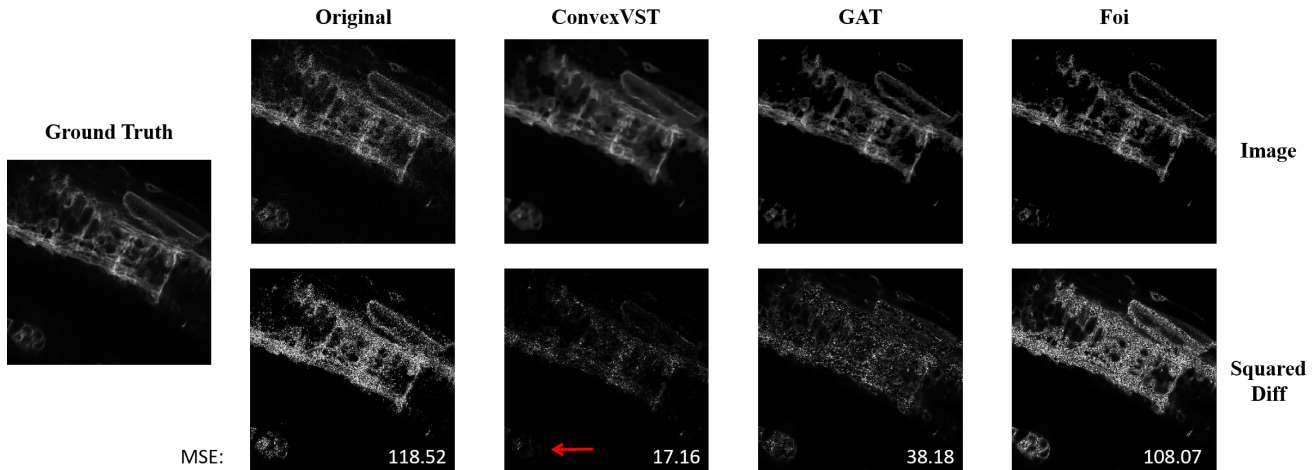 Original ConvexVST GAT Foi
Ground Truth
Image
Squared
Diff
MSE: 118.52 17.16 38.18 108.07